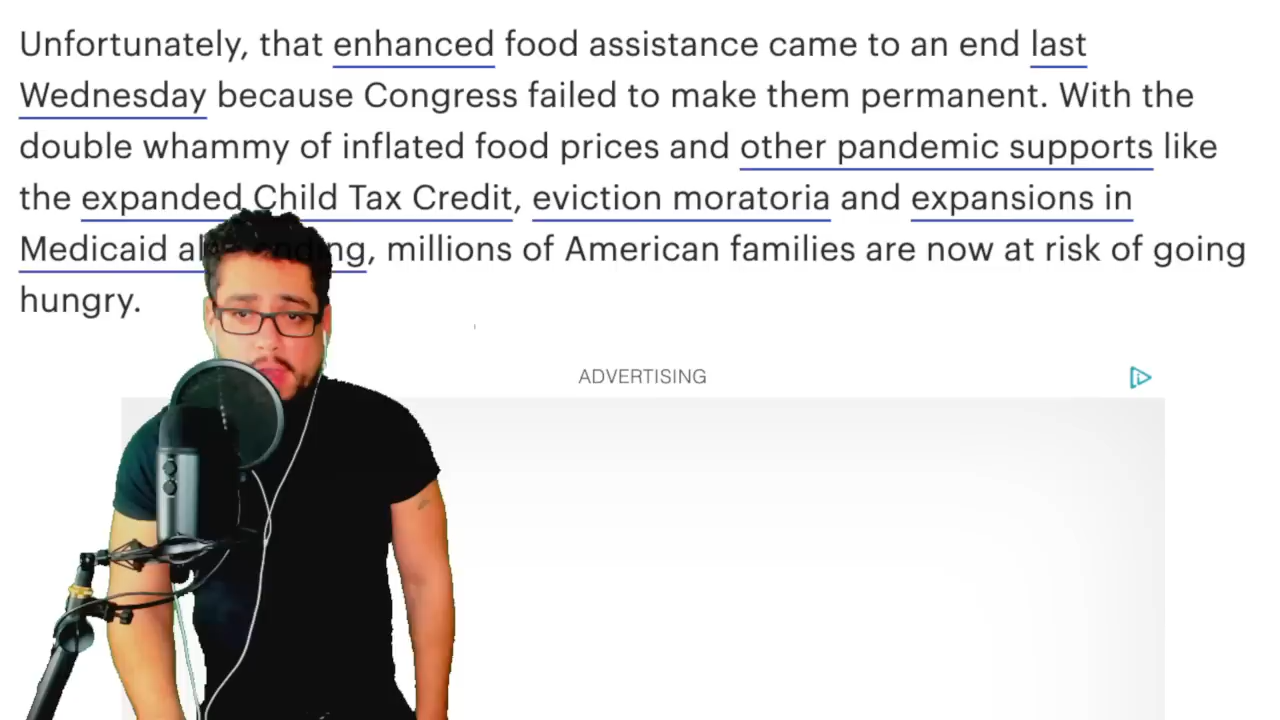 Unfortunately, that enhanced food assistance came to an end last
Wednesday because Congress failed to make them permanent. With the
double whammy of inflated food prices and other pandemic supports like
the expanded Child Tax Credit, eviction moratoria and expansions in
Medicaid also ending, millions of American families are now at risk of going
hungry.
ADVERTISING